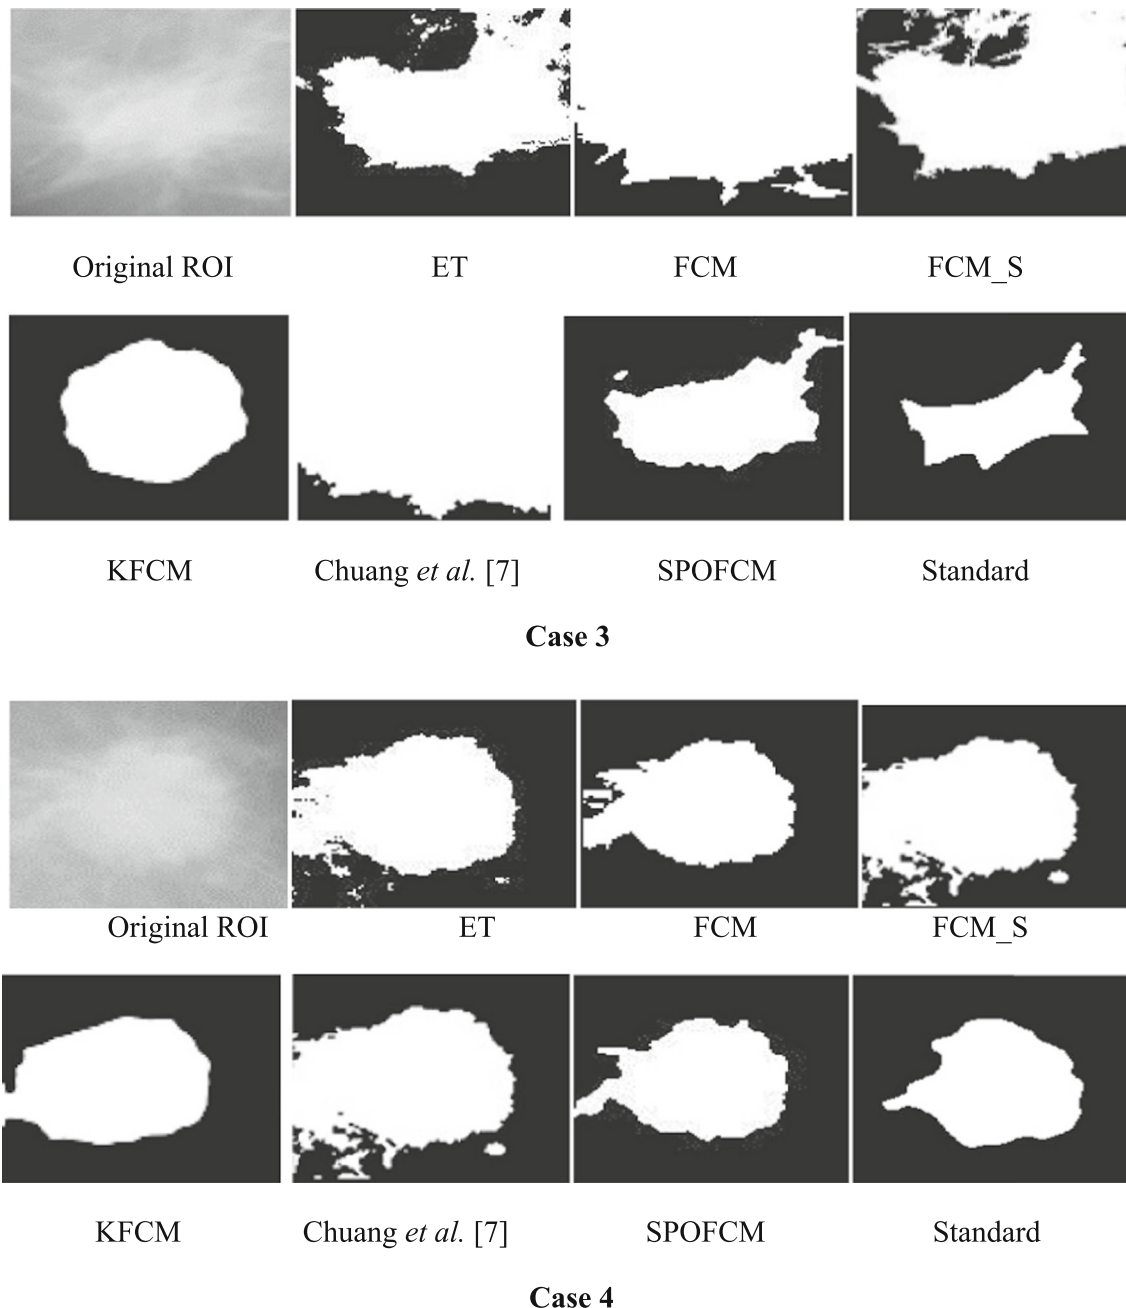 Original ROI ET FCM FCM_S
KFCM Chuang et al. [7] SPOFCM Standard
Case 3
Original ROI ET FCM FCM_S
KFCM Chuang et al. [7] SPOFCM Standard
Case 4